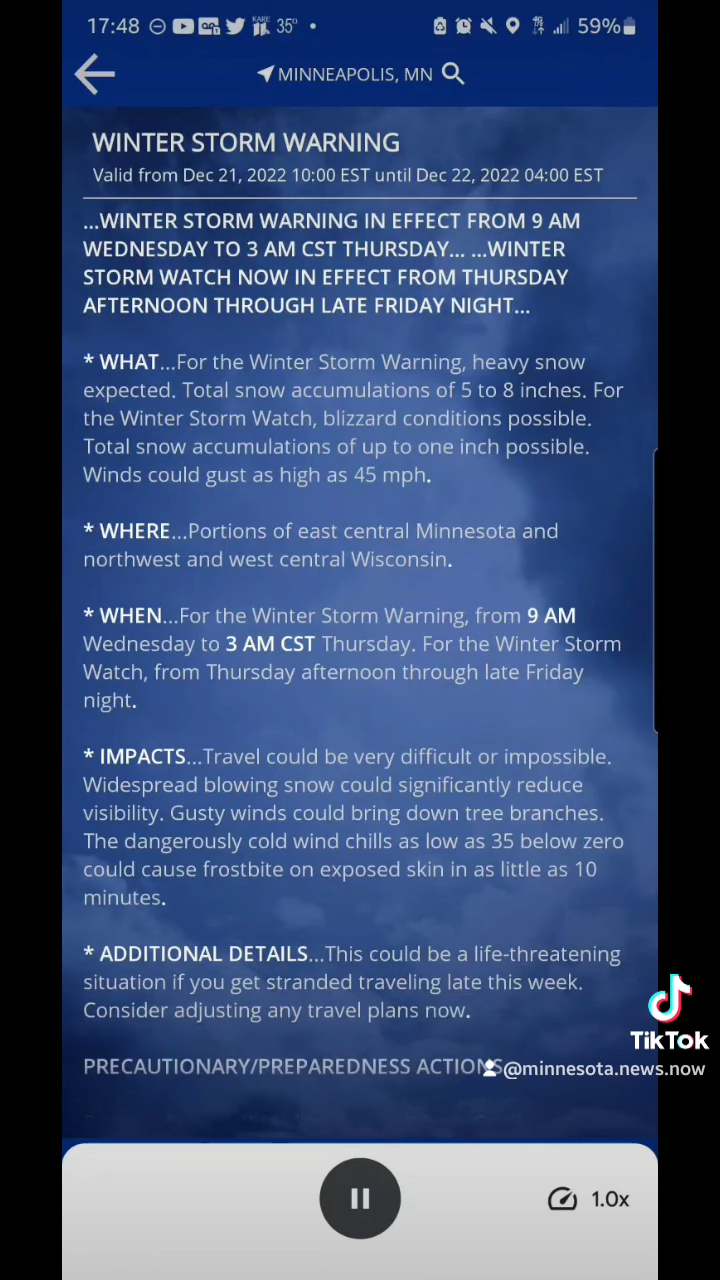 17:48 35° 59%
MINNEAPOLIS, MN
WINTER STORM WARNING
Valid from Dec 21, 2022 10:00 EST until Dec 22, 2022 04:00 EST
...WINTER STORM WARNING IN EFFECT FROM 9 AM
WEDNESDAY TO 3 AM CST THURSDAY... ...WINTER
STORM WATCH NOW IN EFFECT FROM THURSDAY
AFTERNOON THROUGH LATE FRIDAY NIGHT...
* WHAT...For the Winter Storm Warning, heavy snow
expected. Total snow accumulations of 5 to 8 inches. For
the Winter Storm Watch, blizzard conditions possible.
Total snow accumulations of up to one inch possible.
Winds could gust as high as 45 mph.
* WHERE...Portions of east central Minnesota and
northwest and west central Wisconsin.
* WHEN...For the Winter Storm Warning, from 9 AM
Wednesday to 3 AM CST Thursday. For the Winter Storm
Watch, from Thursday afternoon through late Friday
night.
* IMPACTS...Travel could be very difficult or impossible.
Widespread blowing snow could significantly reduce
visibility. Gusty winds could bring down tree branches.
The dangerously cold wind chills as low as 35 below zero
could cause frostbite on exposed skin in as little as 10
minutes.
* ADDITIONAL DETAILS...This could be a life-threatening
situation if you get stranded traveling late this week.
Consider adjusting any travel plans now.
TikTok
PRECAUTIONARY/PREPAREDNESS ACTIONS
@minnesota.news.now
1.0x